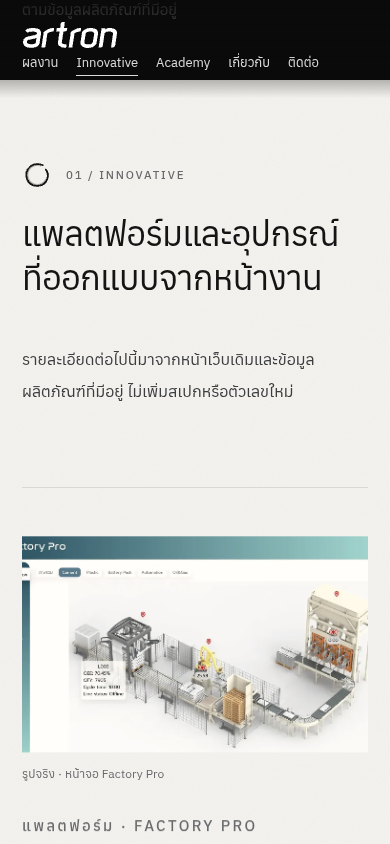 ตามข้อมูลผลิตภัณฑ์ที่มีอยู่
artron
ผลงาน Innovative Academy เกี่ยวกับ ติดต่อ
01 / INNOVATIVE
แพลตฟอร์มและอุปกรณ์
ที่ออกแบบจากหน้างาน
รายละเอียดต่อไปนี้มาจากหน้าเว็บเดิมและข้อมูล
ผลิตภัณฑ์ที่มีอยู่ ไม่เพิ่มสเปกหรือตัวเลขใหม่
tory Pro
รูปจริง · หน้าจอ Factory Pro
แพลตฟอร์ม · FACTORY PRO